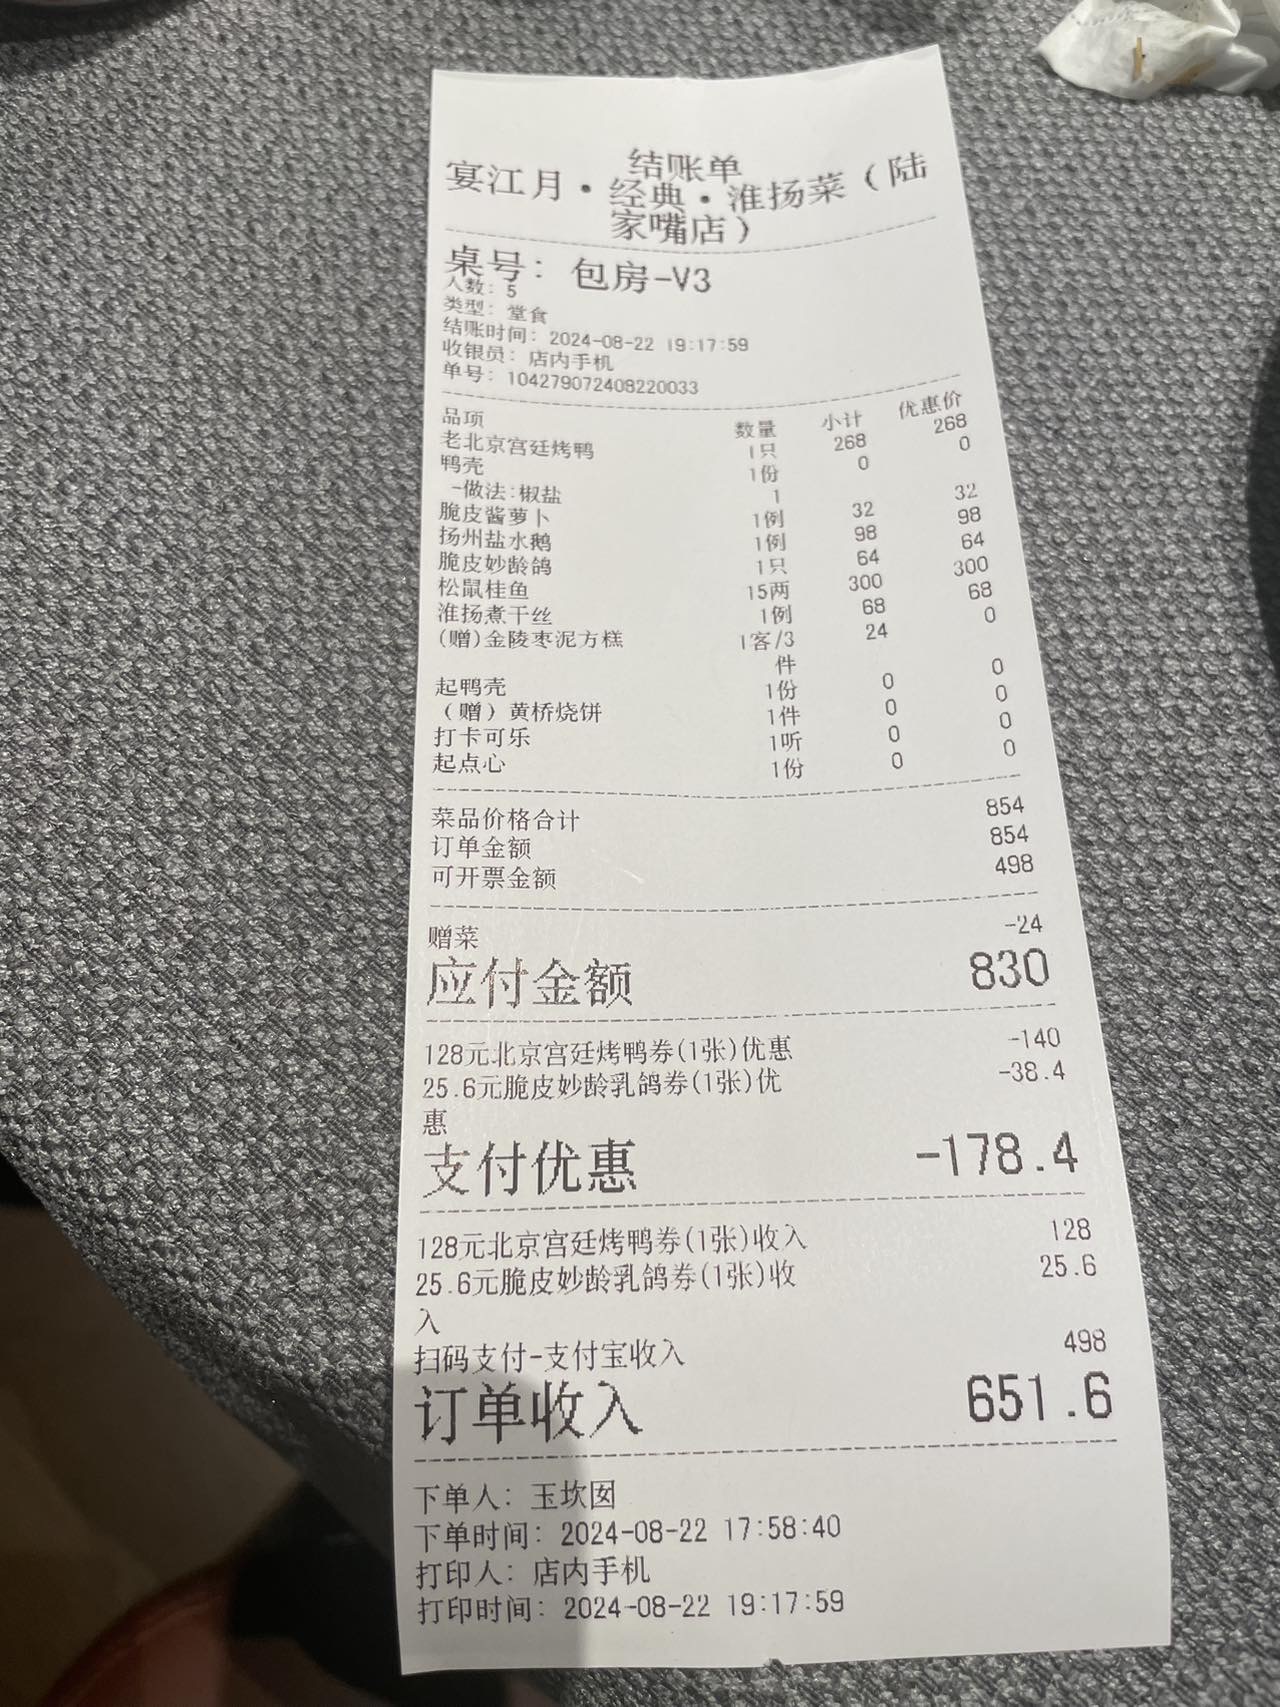 结账单
宴江月·经典·淮扬菜（陆
家嘴店）
桌号： 包房-V3
人数：5
类型：堂食
结账时间：2024-08-22 19:17:59
收银员：店内手机
单号：104279072408220033
品项 数量 小计 优惠价
老北京宫廷烤鸭 1只 268 268
鸭壳 1份 0 0
-做法:椒盐 1
脆皮酱萝卜 1例 32 32
扬州盐水鹅 1例 98 98
脆皮妙龄鸽 1只 64 64
松鼠桂鱼 15两 300 300
淮扬煮干丝 1例 68 68
(赠)金陵枣泥方糕 1客/3 24 0
件
起鸭壳 1份 0 0
（赠）黄桥烧饼 1件 0 0
打卡可乐 1听 0 0
起点心 1份 0 0
菜品价格合计 854
订单金额 854
可开票金额 498
赠菜 -24
应付金额 830
128元北京宫廷烤鸭券(1张)优惠 -140
25.6元脆皮妙龄乳鸽券(1张)优 -38.4
惠
支付优惠 -178.4
128元北京宫廷烤鸭券(1张)收入 128
25.6元脆皮妙龄乳鸽券(1张)收 25.6
入
扫码支付-支付宝收入 498
订单收入 651.6
下单人：玉坎囡
下单时间：2024-08-22 17:58:40
打印人：店内手机
打印时间：2024-08-22 19:17:59